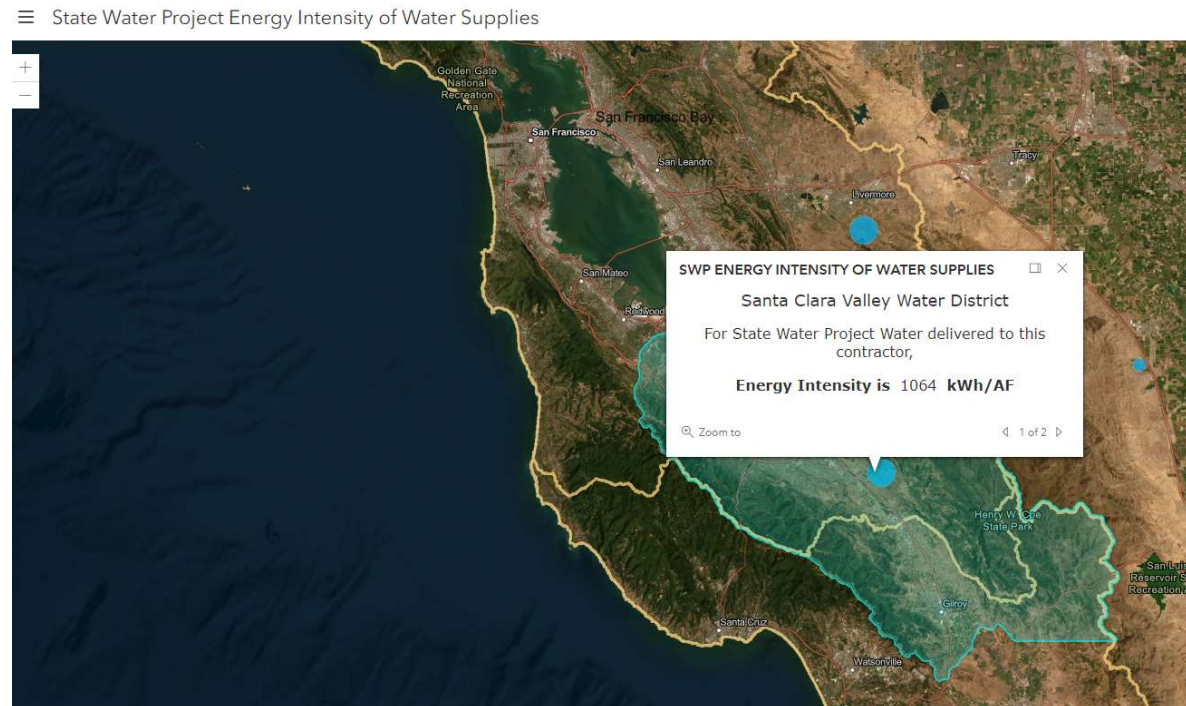 State Water Project Energy Intensity of Water Supplies
Golden Gate
National
Recreation
Area
San Francisco Bay
San Francisco
San Leandro
Tracy
Livermore
San Mateo
Redwood
SWP ENERGY INTENSITY OF WATER SUPPLIES
Santa Clara Valley Water District
For State Water Project Water delivered to this
contractor,
Energy Intensity is 1064 kWh/AF
Zoom to
1 of 2
Henry W. Coe
State Park
San Luis
Reservoir S
Recreation A
Gilroy
Santa Cruz
Watsonville